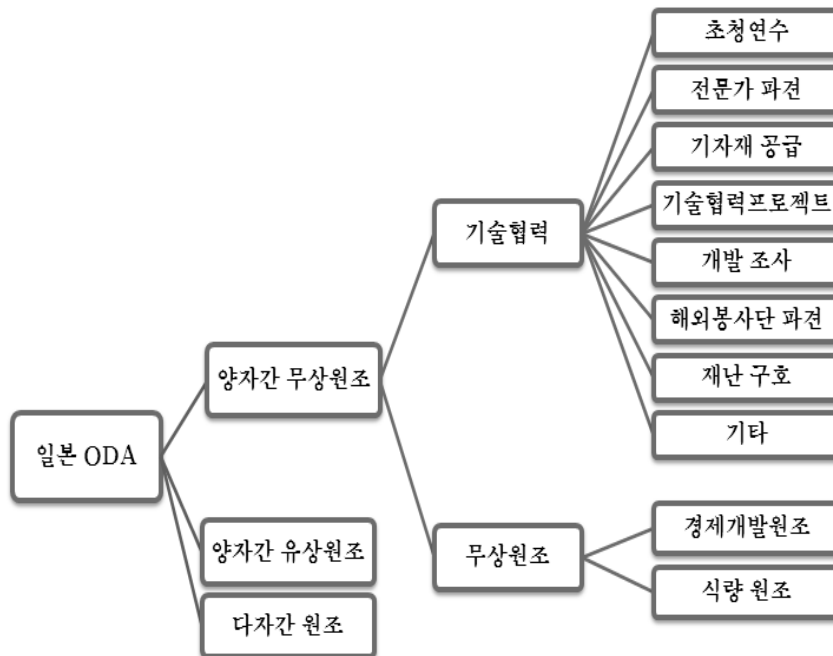 초청연수
전문가 파견
기자재 공급
기술협력프로젝트
기술협력
개발 조사
해외봉사단 파견
양자간 무상원조
재난 구호
기타
일본 ODA
경제개발원조
양자간 유상원조
무상원조
식량 원조
다자간 원조